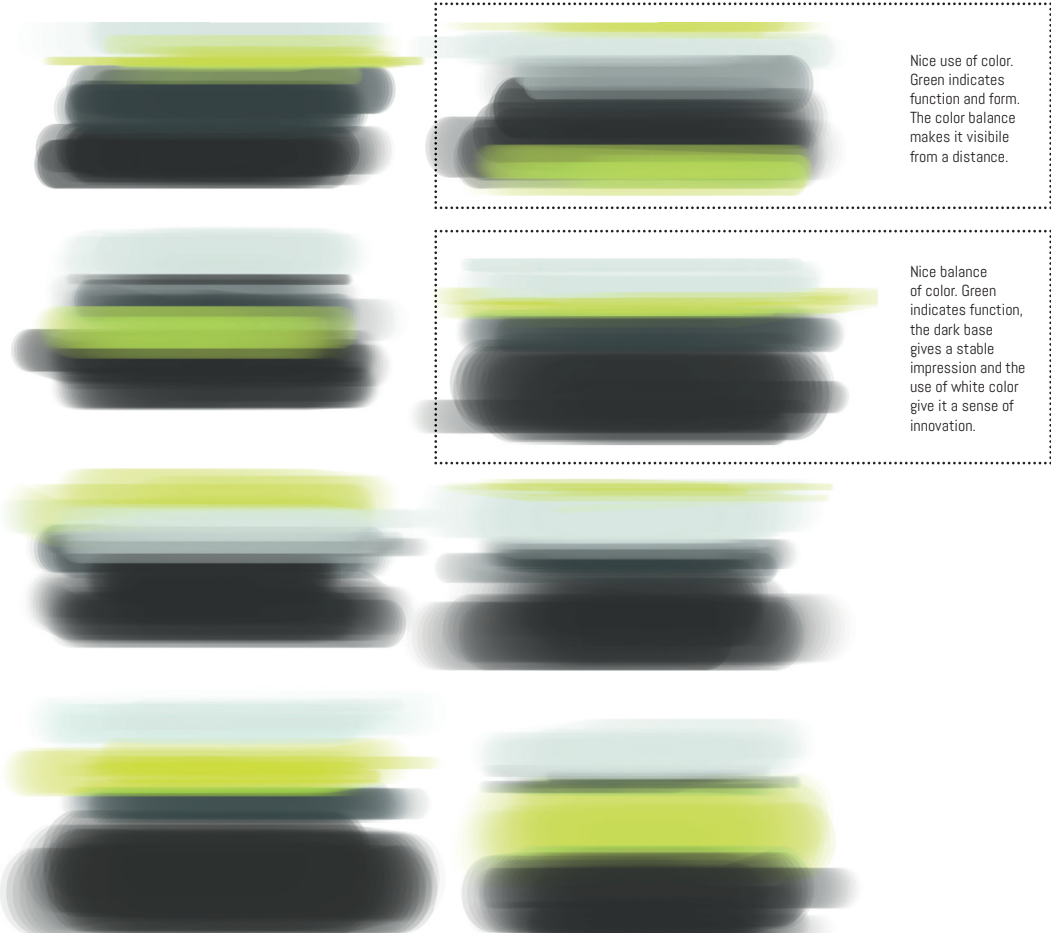 Nice use of color.
Green indicates
function and form.
The color balance
makes it visibile
from a distance.
Nice balance
of color. Green
indicates function,
the dark base
gives a stable
impression and the
use of white color
give it a sense of
innovation.